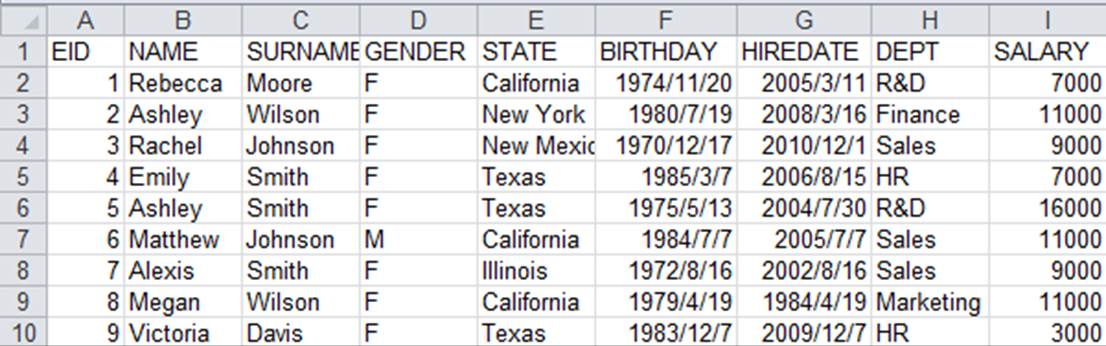 A B C D E F G H I
1 EID NAME SURNAME GENDER STATE BIRTHDAY HIREDATE DEPT SALARY
2 1 Rebecca Moore F California 1974/11/20 2005/3/11 R&D 7000
3 2 Ashley Wilson F New York 1980/7/19 2008/3/16 Finance 11000
4 3 Rachel Johnson F New Mexic 1970/12/17 2010/12/1 Sales 9000
5 4 Emily Smith F Texas 1985/3/7 2006/8/15 HR 7000
6 5 Ashley Smith F Texas 1975/5/13 2004/7/30 R&D 16000
7 6 Matthew Johnson M California 1984/7/7 2005/7/7 Sales 11000
8 7 Alexis Smith F Illinois 1972/8/16 2002/8/16 Sales 9000
9 8 Megan Wilson F California 1979/4/19 1984/4/19 Marketing 11000
10 9 Victoria Davis F Texas 1983/12/7 2009/12/7 HR 3000